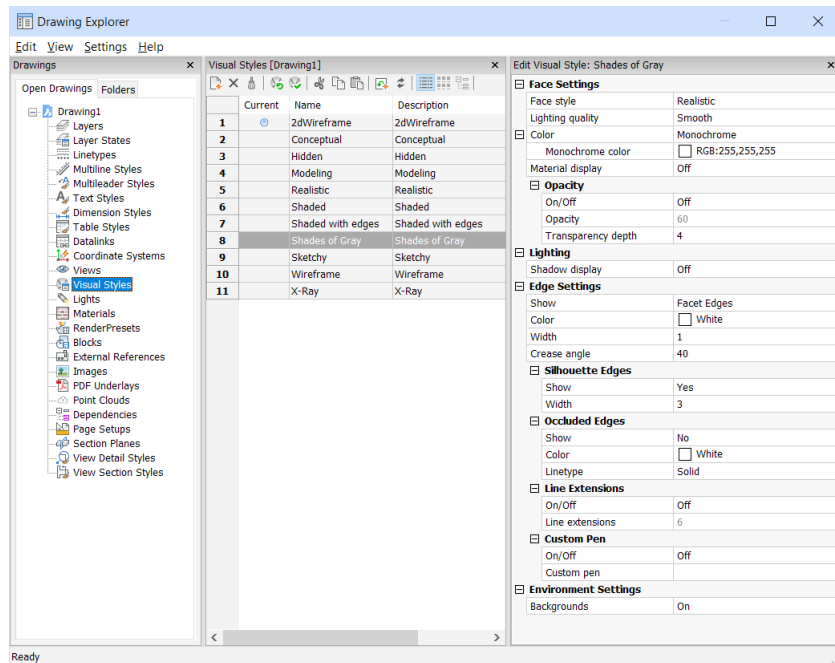 Drawing Explorer
Edit View Settings Help
Drawings
Open Drawings Folders
Drawing1
Layers
Layer States
Linetypes
Multiline Styles
Multileader Styles
Text Styles
Dimension Styles
Table Styles
Datalinks
Coordinate Systems
Views
Visual Styles
Lights
Materials
RenderPresets
Blocks
External References
Images
PDF Underlays
Point Clouds
Dependencies
Page Setups
Section Planes
View Detail Styles
View Section Styles
Visual Styles [Drawing1]
Current Name Description
1 2dWireframe 2dWireframe
2 Conceptual Conceptual
3 Hidden Hidden
4 Modeling Modeling
5 Realistic Realistic
6 Shaded Shaded
7 Shaded with edges Shaded with edges
8 Shades of Gray Shades of Gray
9 Sketchy Sketchy
10 Wireframe Wireframe
11 X-Ray X-Ray
Edit Visual Style: Shades of Gray
Face Settings
Face style Realistic
Lighting quality Smooth
Color Monochrome
Monochrome color RGB:255,255,255
Material display Off
Opacity
On/Off Off
Opacity 60
Transparency depth 4
Lighting
Shadow display Off
Edge Settings
Show Facet Edges
Color White
Width 1
Crease angle 40
Silhouette Edges
Show Yes
Width 3
Occluded Edges
Show No
Color White
Linetype Solid
Line Extensions
On/Off Off
Line extensions 6
Custom Pen
On/Off Off
Custom pen
Environment Settings
Backgrounds On
Ready